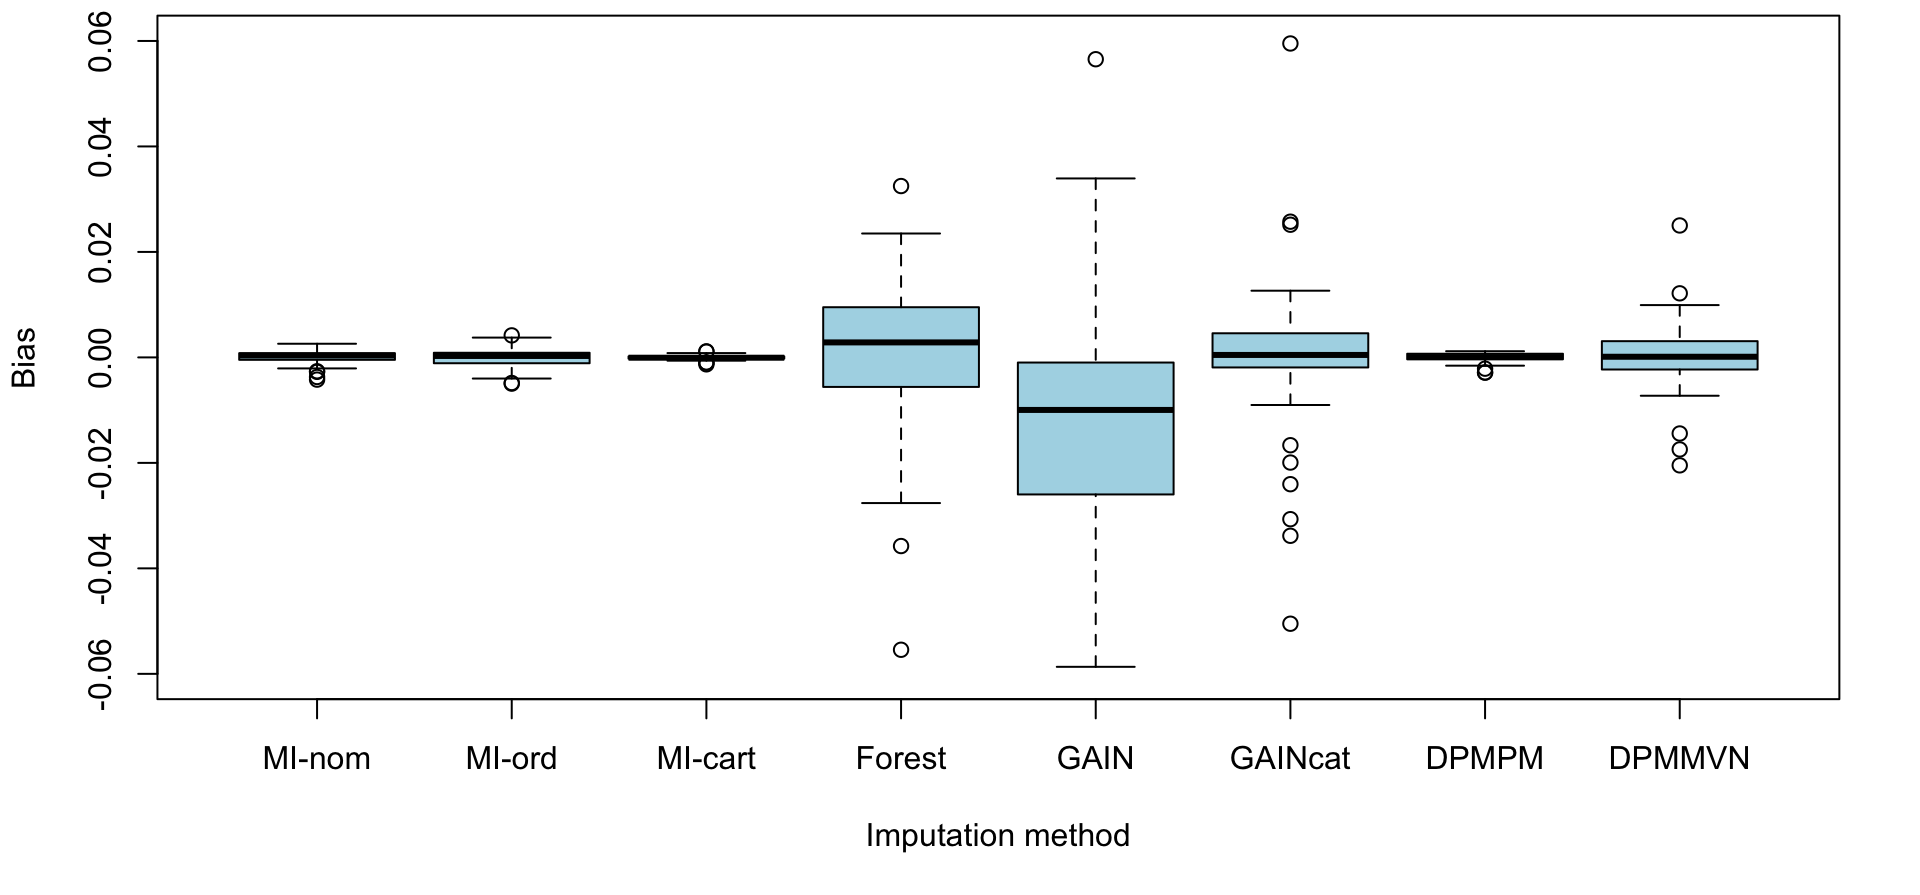 0.06
0.04
0.02
0.00
-0.02
-0.04
-0.06
Bias
MI-nom MI-ord MI-cart Forest GAIN GAINcat DPMPM DPMMVN
Imputation method